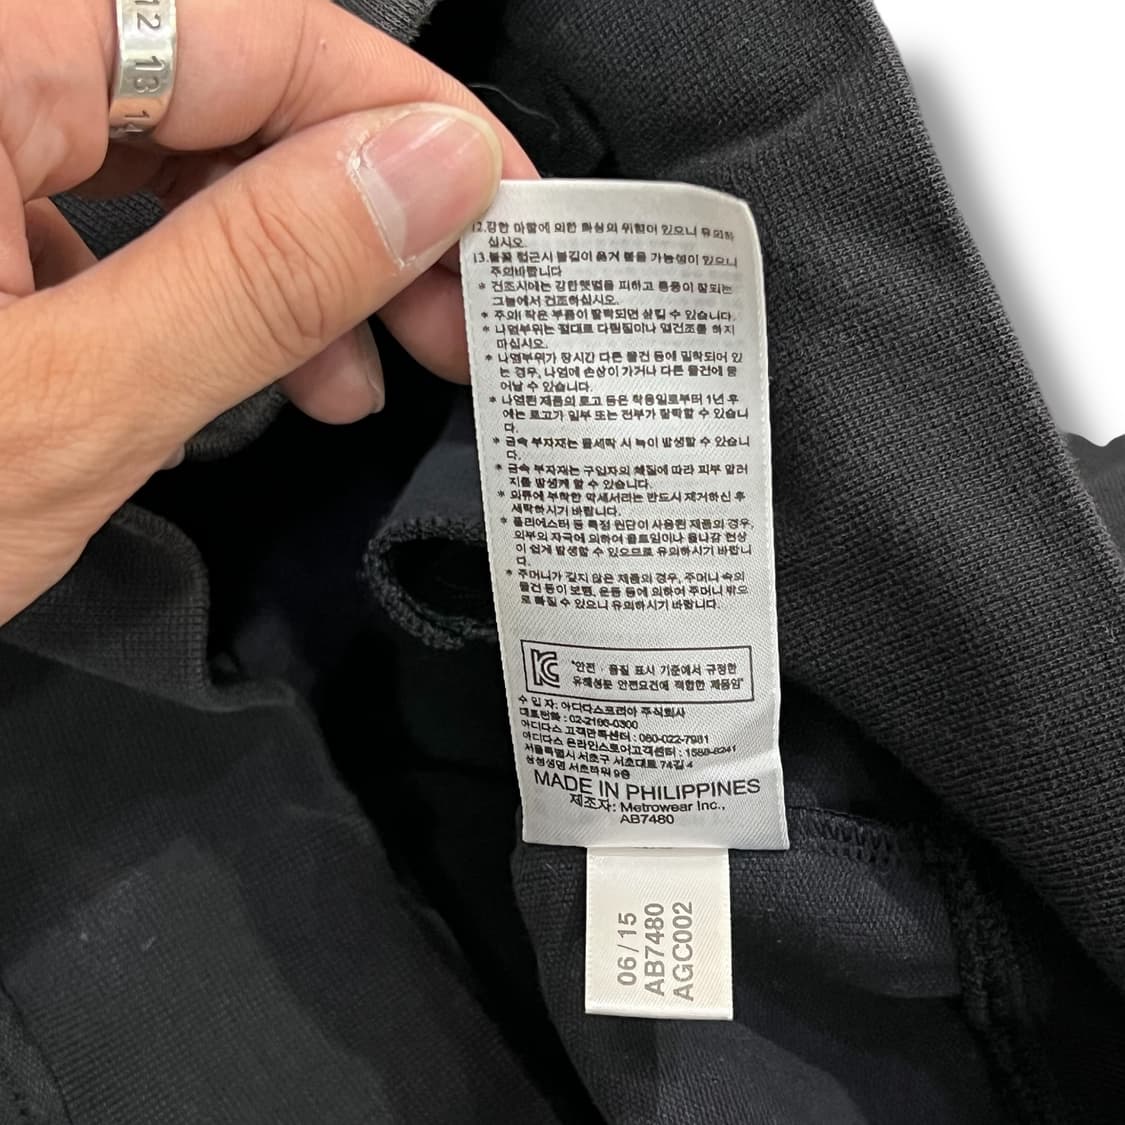 12
13
14
12.강한 마찰에 의한 화상의 위험이 있으니 유의하
십시오.
13.불꽃 접근시 불길이 옮겨 붙을 가능성이 있으니
주의바랍니다
* 건조시에는 강한햇볕을 피하고 통풍이 잘되는
그늘에서 건조하십시오.
* 주의! 작은 부품이 탈락되면 삼킬 수 있습니다.
* 나염부위는 절대로 다림질이나 열건조를 하지
마십시오.
* 나염부위가 장시간 다른 물건 등에 밀착되어 있
는 경우, 나염에 손상이 가거나 다른 물건에 묻
어날 수 있습니다.
* 나염된 제품의 로고 등은 착용일로부터 1년 후
에는 로고가 일부 또는 전부가 탈락할 수 있습니
다.
* 금속 부자재는 물세탁 시 녹이 발생할 수 있습니
다.
* 금속 부자재는 구입자의 체질에 따라 피부 알러
지를 발생케 할 수 있습니다.
* 의류에 부착한 악세서리는 반드시 제거하신 후
세탁하시기 바랍니다.
* 폴리에스터 등 특정 원단이 사용된 제품의 경우,
외부의 자극에 의하여 올트임이나 올나감 현상
이 쉽게 발생할 수 있으므로 유의하시기 바랍니
다.
* 주머니가 깊지 않은 제품의 경우, 주머니 속의
물건 등이 보행, 운동 등에 의하여 주머니 밖으
로 빠질 수 있으니 유의하시기 바랍니다.
"안전 · 품질 표시 기준에서 규정한
유해성분 안전요건에 적합한 제품임"
수 입 자: 아디다스코리아 주식회사
대표전화 : 02-2186-0300
아디다스 고객만족센터 : 080-022-7981
아디다스 온라인스토어고객센터 : 1588-8241
서울특별시 서초구 서초대로 74길 4
삼성생명 서초타워 9층
MADE IN PHILIPPINES
제조자: Metrowear Inc.,
AB7480
06/15
AB7480
AGC002